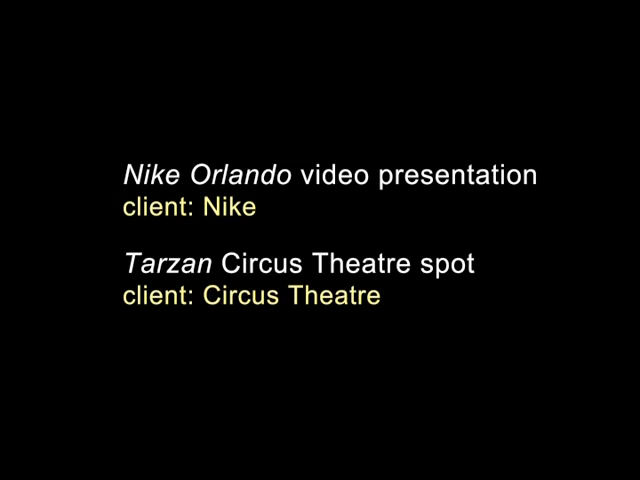 Nike Orlando video presentation
client: Nike
Tarzan Circus Theatre spot
client: Circus Theatre